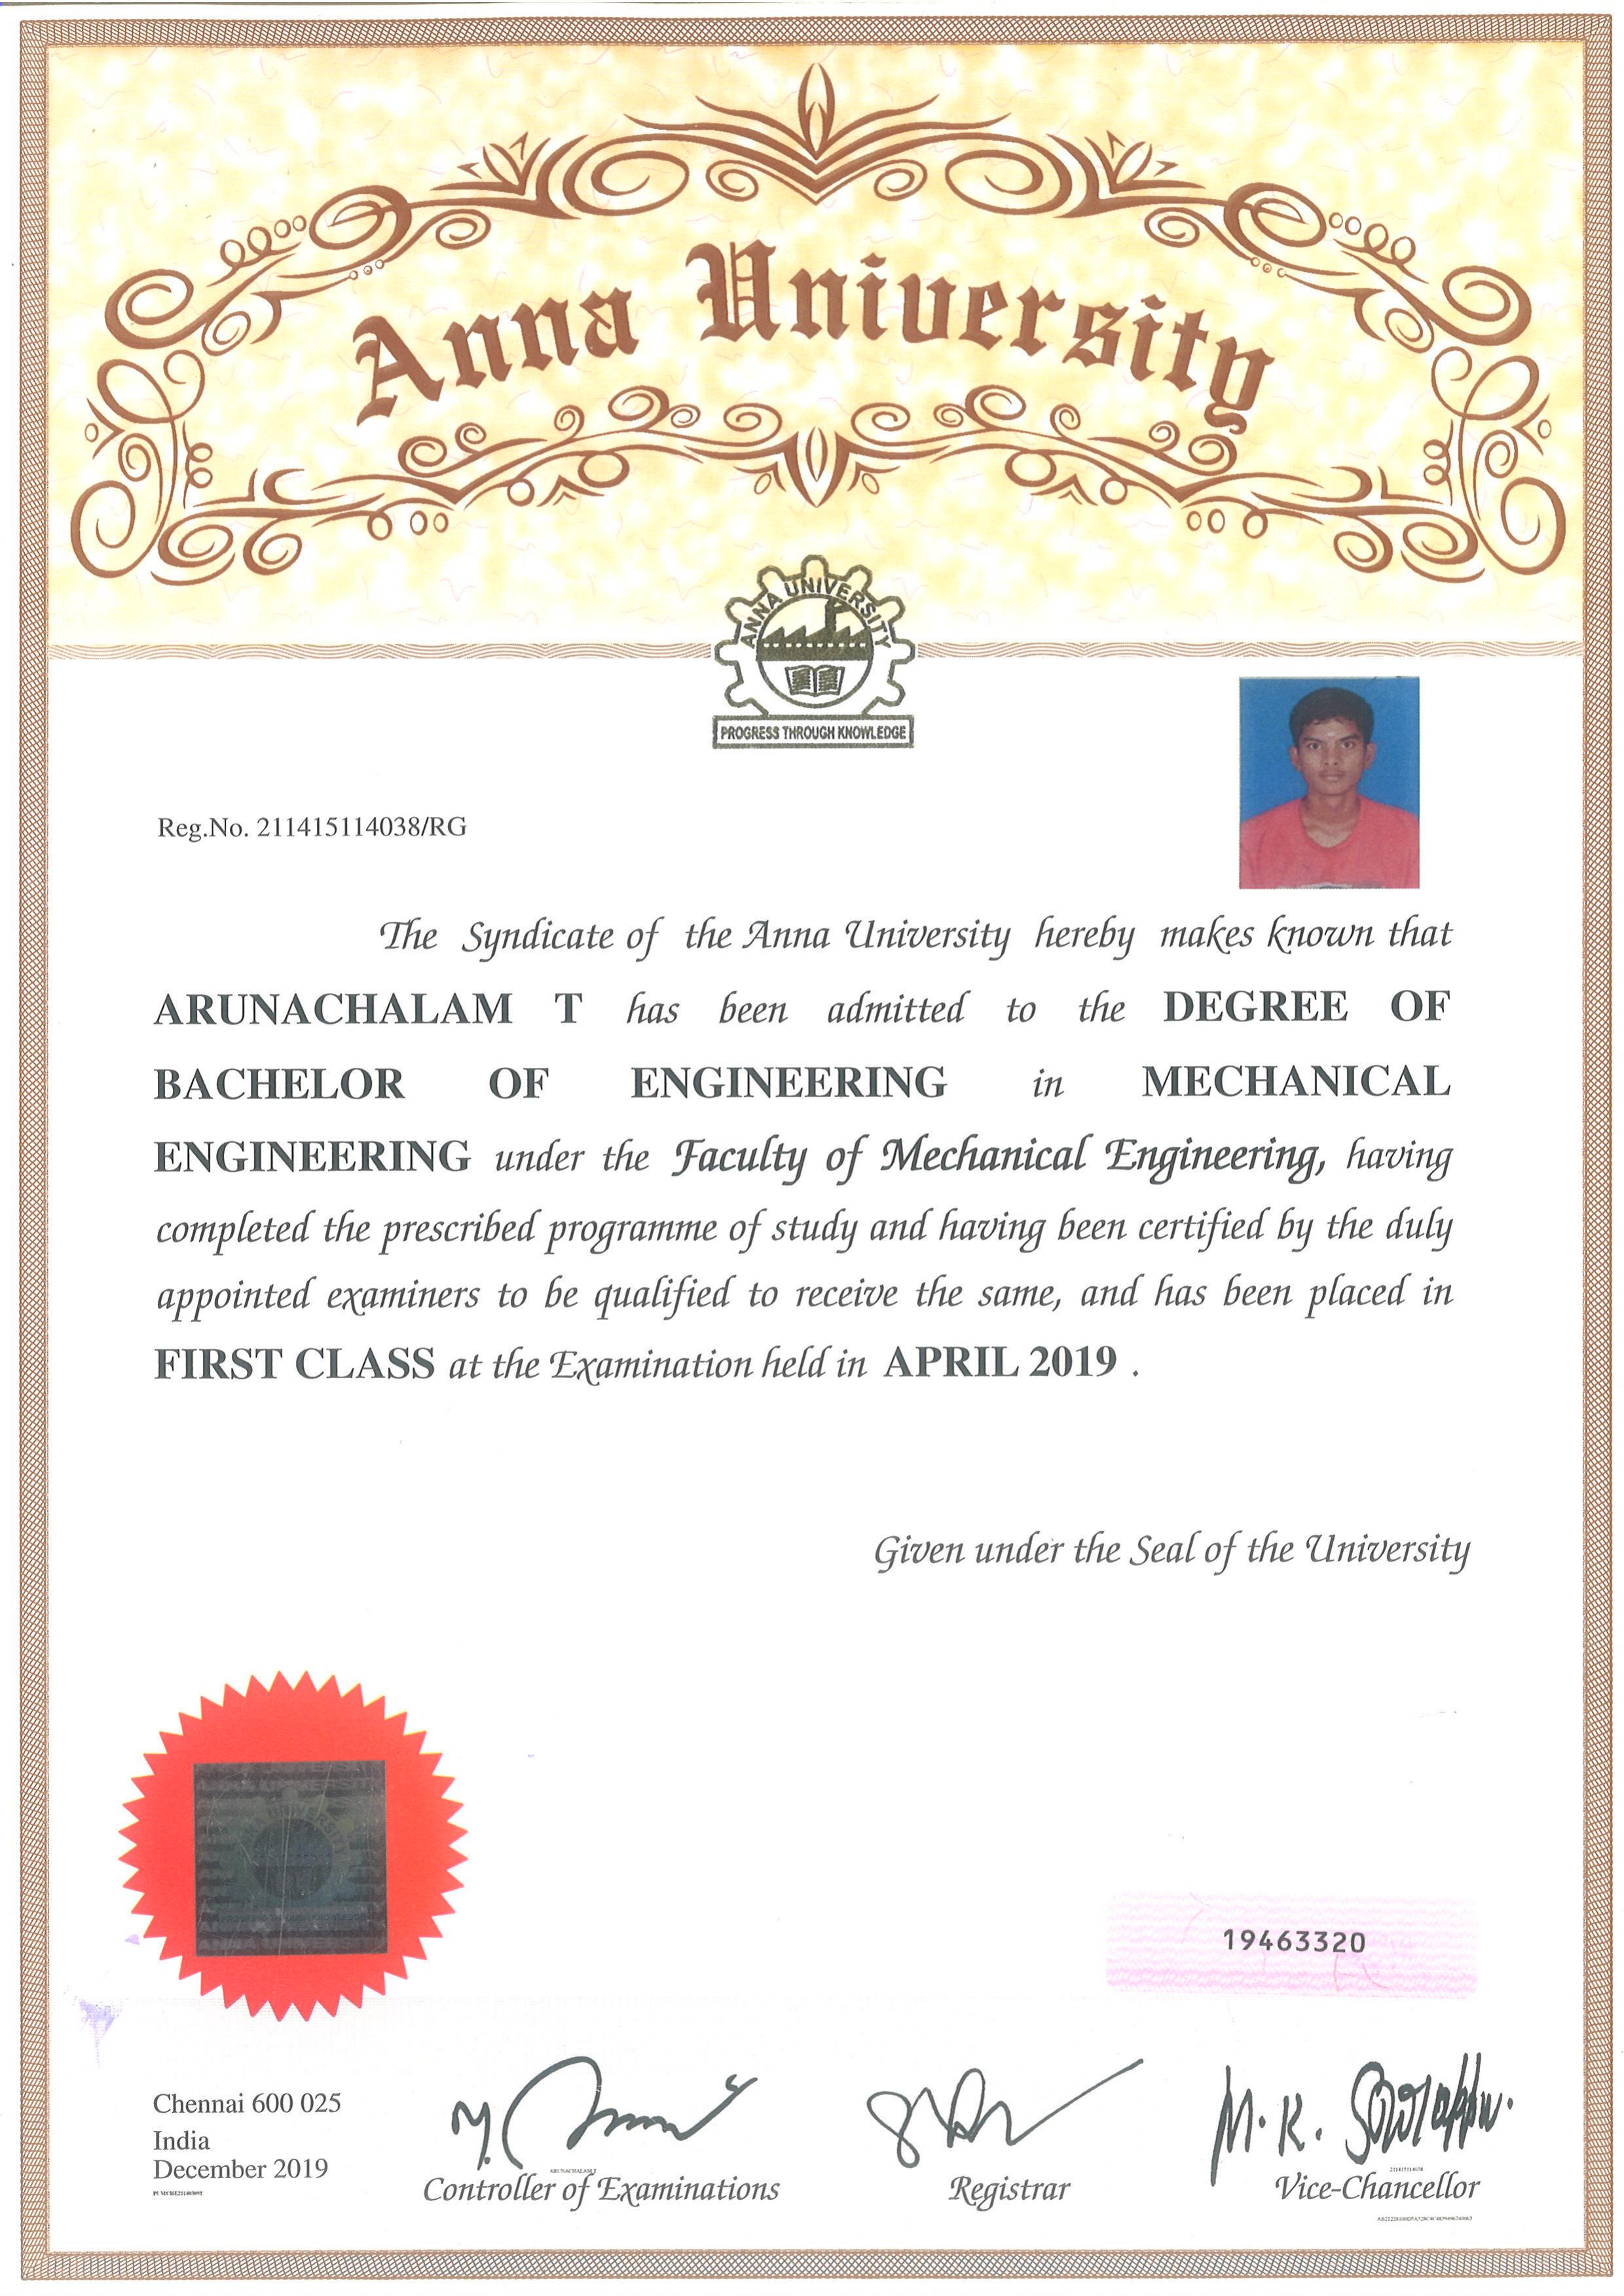 Anna University
ANNA UNIVERSITY
PROGRESS THROUGH KNOWLEDGE
Reg.No. 211415114038/RG
The Syndicate of the Anna University hereby makes known that
ARUNACHALAM T has been admitted to the DEGREE OF
BACHELOR OF ENGINEERING in MECHANICAL
ENGINEERING under the Faculty of Mechanical Engineering, having
completed the prescribed programme of study and having been certified by the duly
appointed examiners to be qualified to receive the same, and has been placed in
FIRST CLASS at the Examination held in APRIL 2019 .
Given under the Seal of the University
19463320
Chennai 600 025
India
December 2019
ARUNACHALAM T
Controller of Examinations
Registrar
M. K.
211415114038
Vice-Chancellor